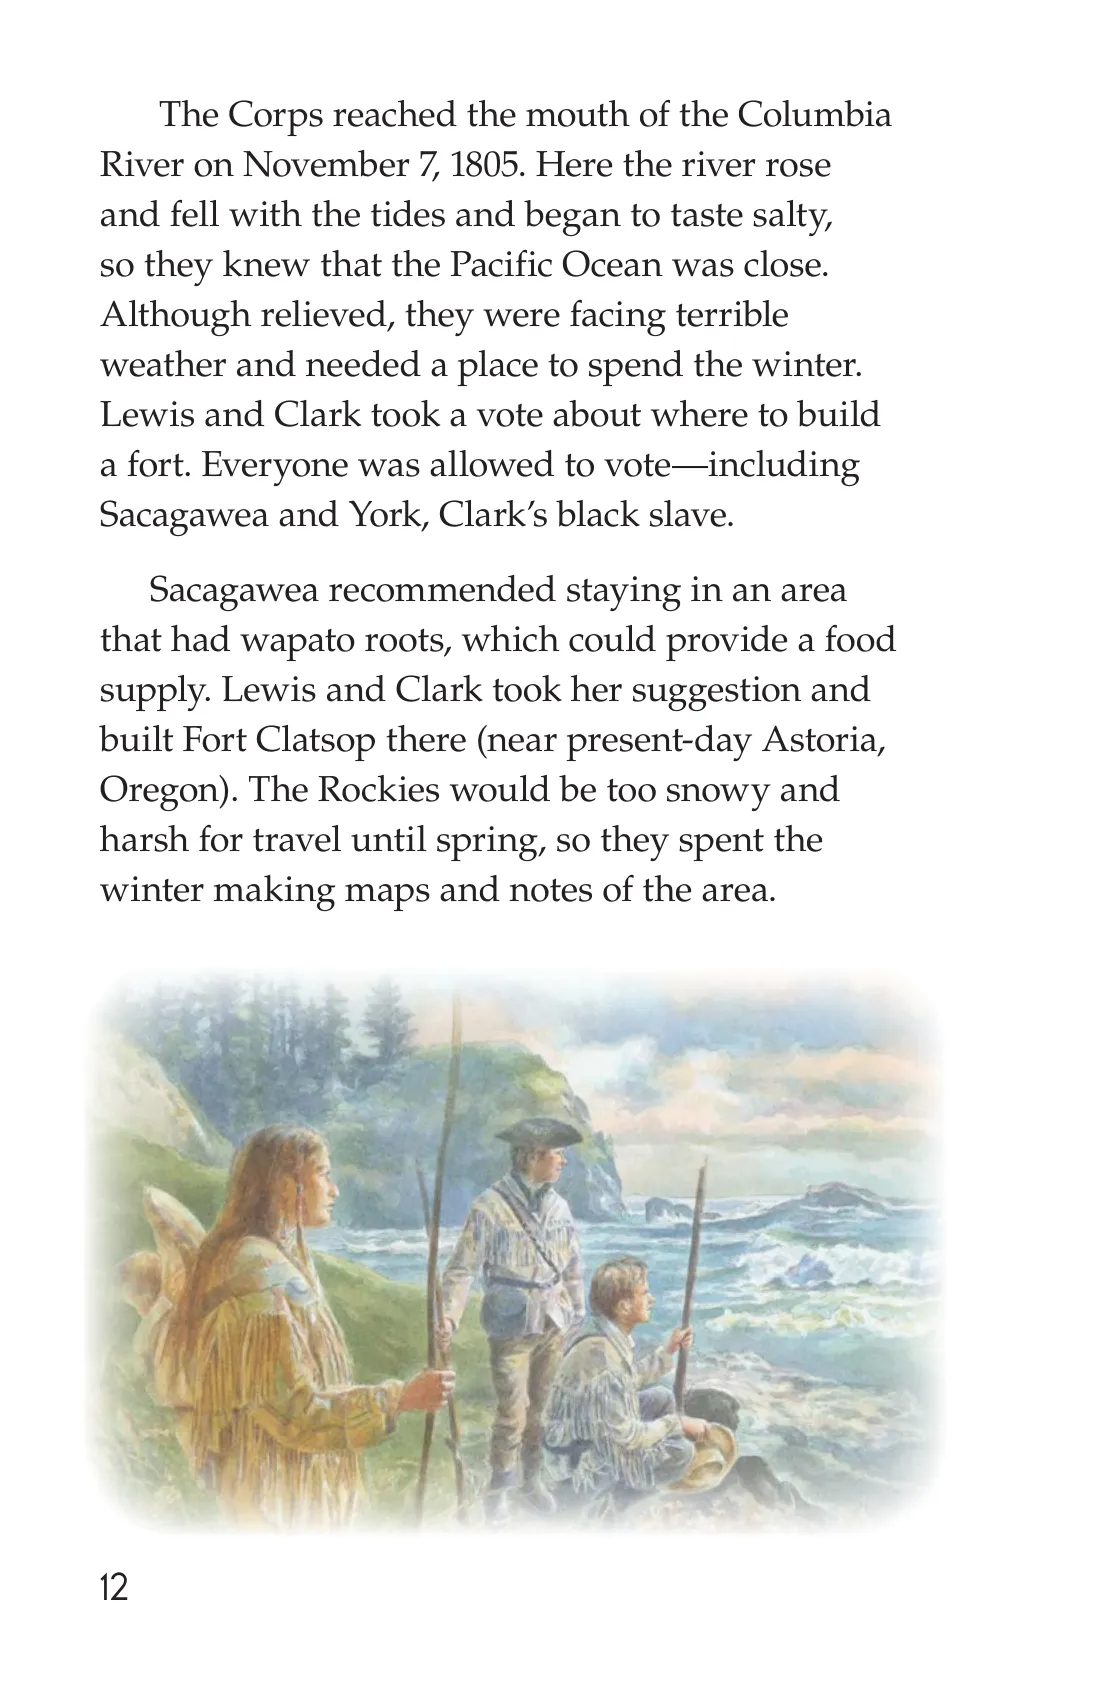 The Corps reached the mouth of the Columbia
River on November 7, 1805. Here the river rose
and fell with the tides and began to taste salty,
so they knew that the Pacific Ocean was close.
Although relieved, they were facing terrible
weather and needed a place to spend the winter.
Lewis and Clark took a vote about where to build
a fort. Everyone was allowed to vote—including
Sacagawea and York, Clark’s black slave.
Sacagawea recommended staying in an area
that had wapato roots, which could provide a food
supply. Lewis and Clark took her suggestion and
built Fort Clatsop there (near present-day Astoria,
Oregon). The Rockies would be too snowy and
harsh for travel until spring, so they spent the
winter making maps and notes of the area.
12